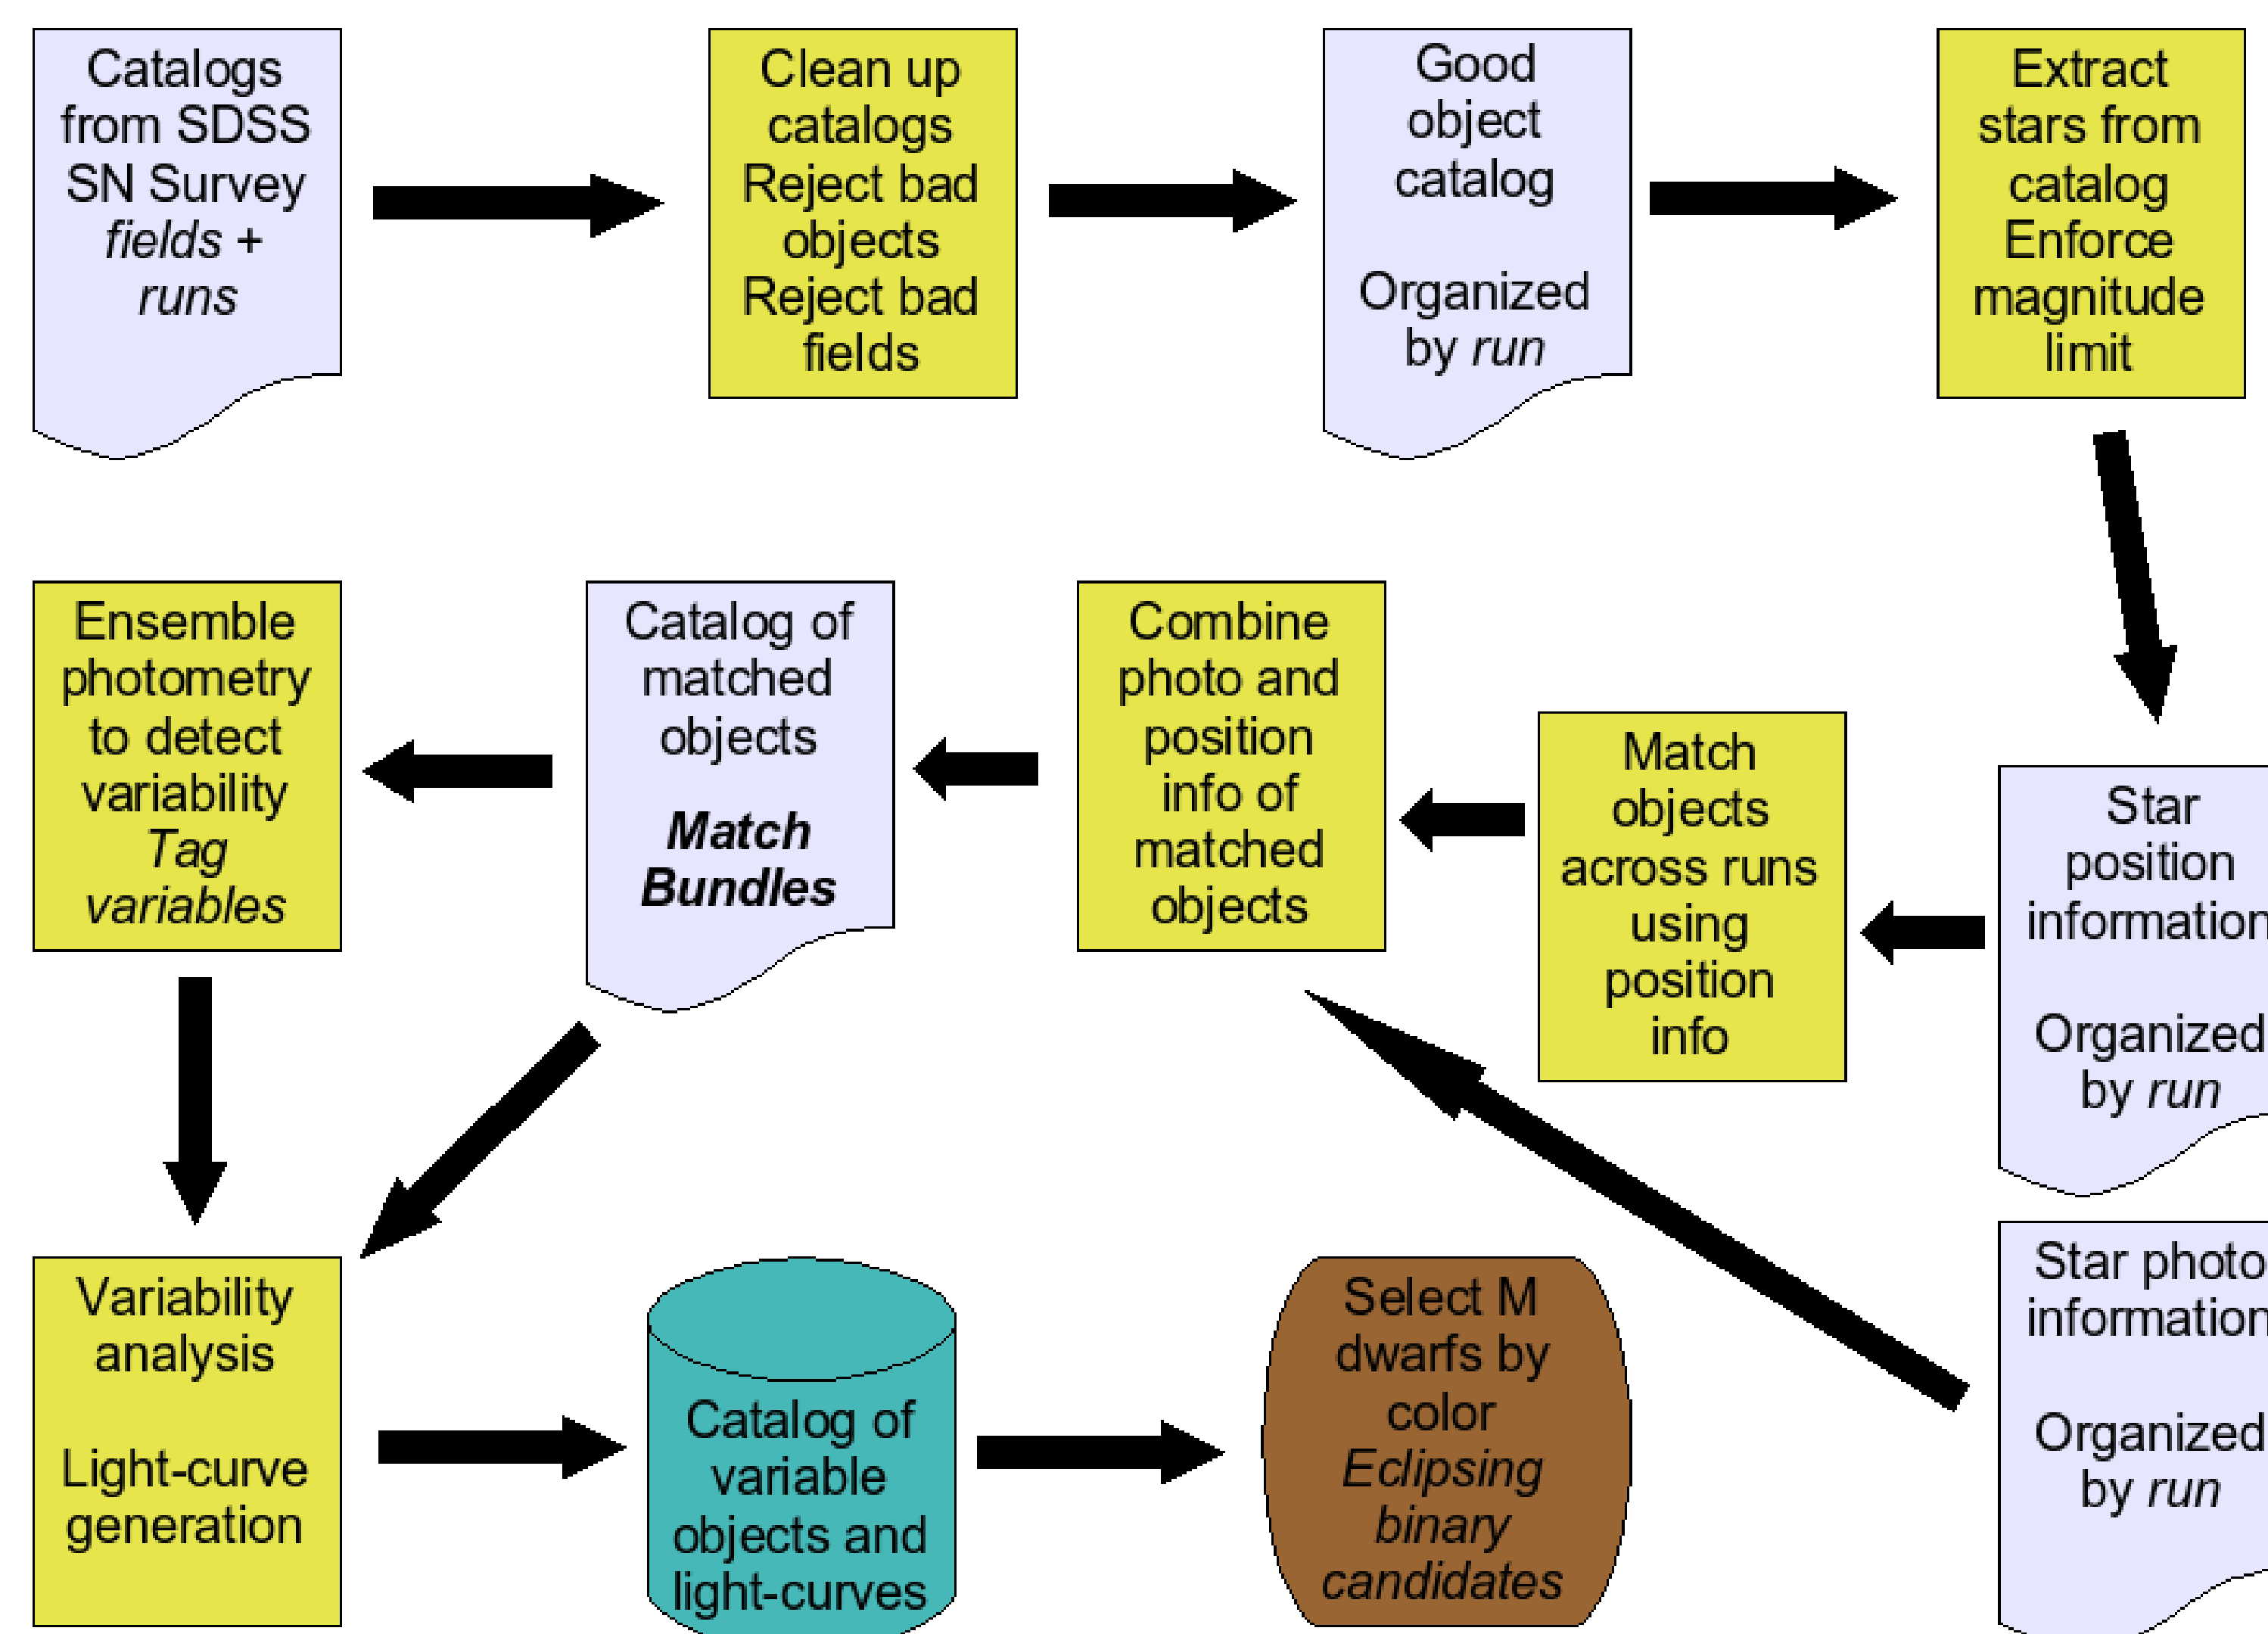 Catalogs
from SDSS
SN Survey
fields +
runs
Clean up
catalogs
Reject bad
objects
Reject bad
fields
Good
object
catalog
Organized
by run
Extract
stars from
catalog
Enforce
magnitude
limit
Ensemble
photometry
to detect
variability
Tag
variables
Catalog of
matched
objects
Match
Bundles
Combine
photo and
position
info of
matched
objects
Match
objects
across runs
using
position
info
Star
position
information
Organized
by run
Variability
analysis
Light-curve
generation
Catalog of
variable
objects and
light-curves
Select M
dwarfs by
color
Eclipsing
binary
candidates
Star photo
information
Organized
by run